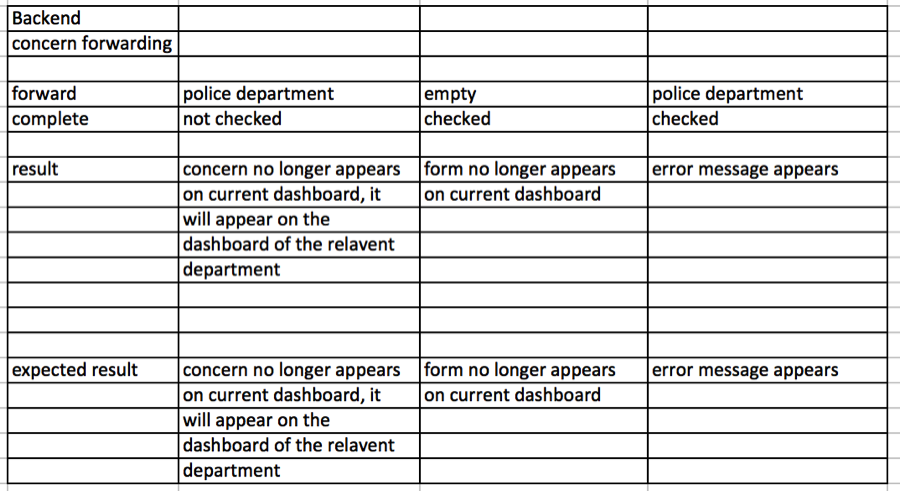 Backend
concern forwarding
forward police department empty police department
complete not checked checked checked
result concern no longer appears form no longer appears error message appears
on current dashboard, it on current dashboard
will appear on the
dashboard of the relavent
department
expected result concern no longer appears form no longer appears error message appears
on current dashboard, it on current dashboard
will appear on the
dashboard of the relavent
department